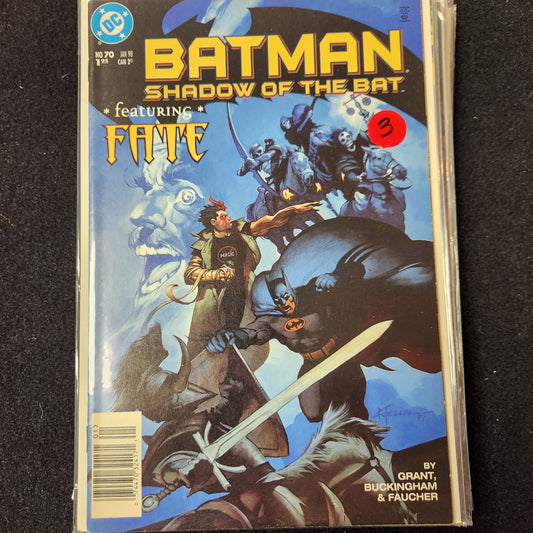 DC
NO 70 JAN 98
1.95 CAN 2.75
BATMAN
SHADOW OF THE BAT
*featuring*
FATE
3
MAGIC
BY
GRANT,
BUCKINGHAM
& FAUCHER